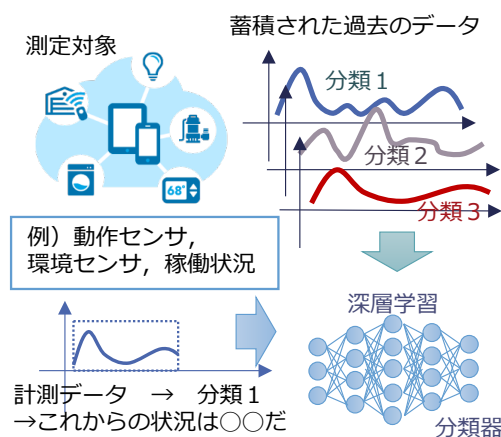 蓄積された過去のデータ
測定対象
分類１
分類２
分類３
68°
例）動作センサ，
環境センサ，稼働状況
深層学習
計測データ　→　分類１
→これからの状況は○○だ
分類器